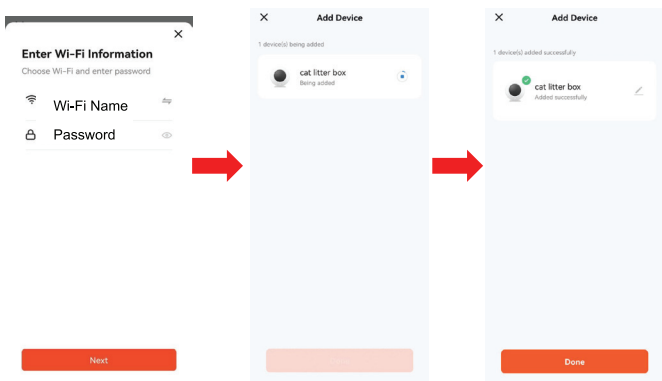 Enter Wi-Fi Information
Choose Wi-Fi and enter password
Wi-Fi Name
Password
Next
Add Device
1 device(s) being added
cat litter box
Being added
Add Device
1 device(s) added successfully
cat litter box
Added successfully
Done